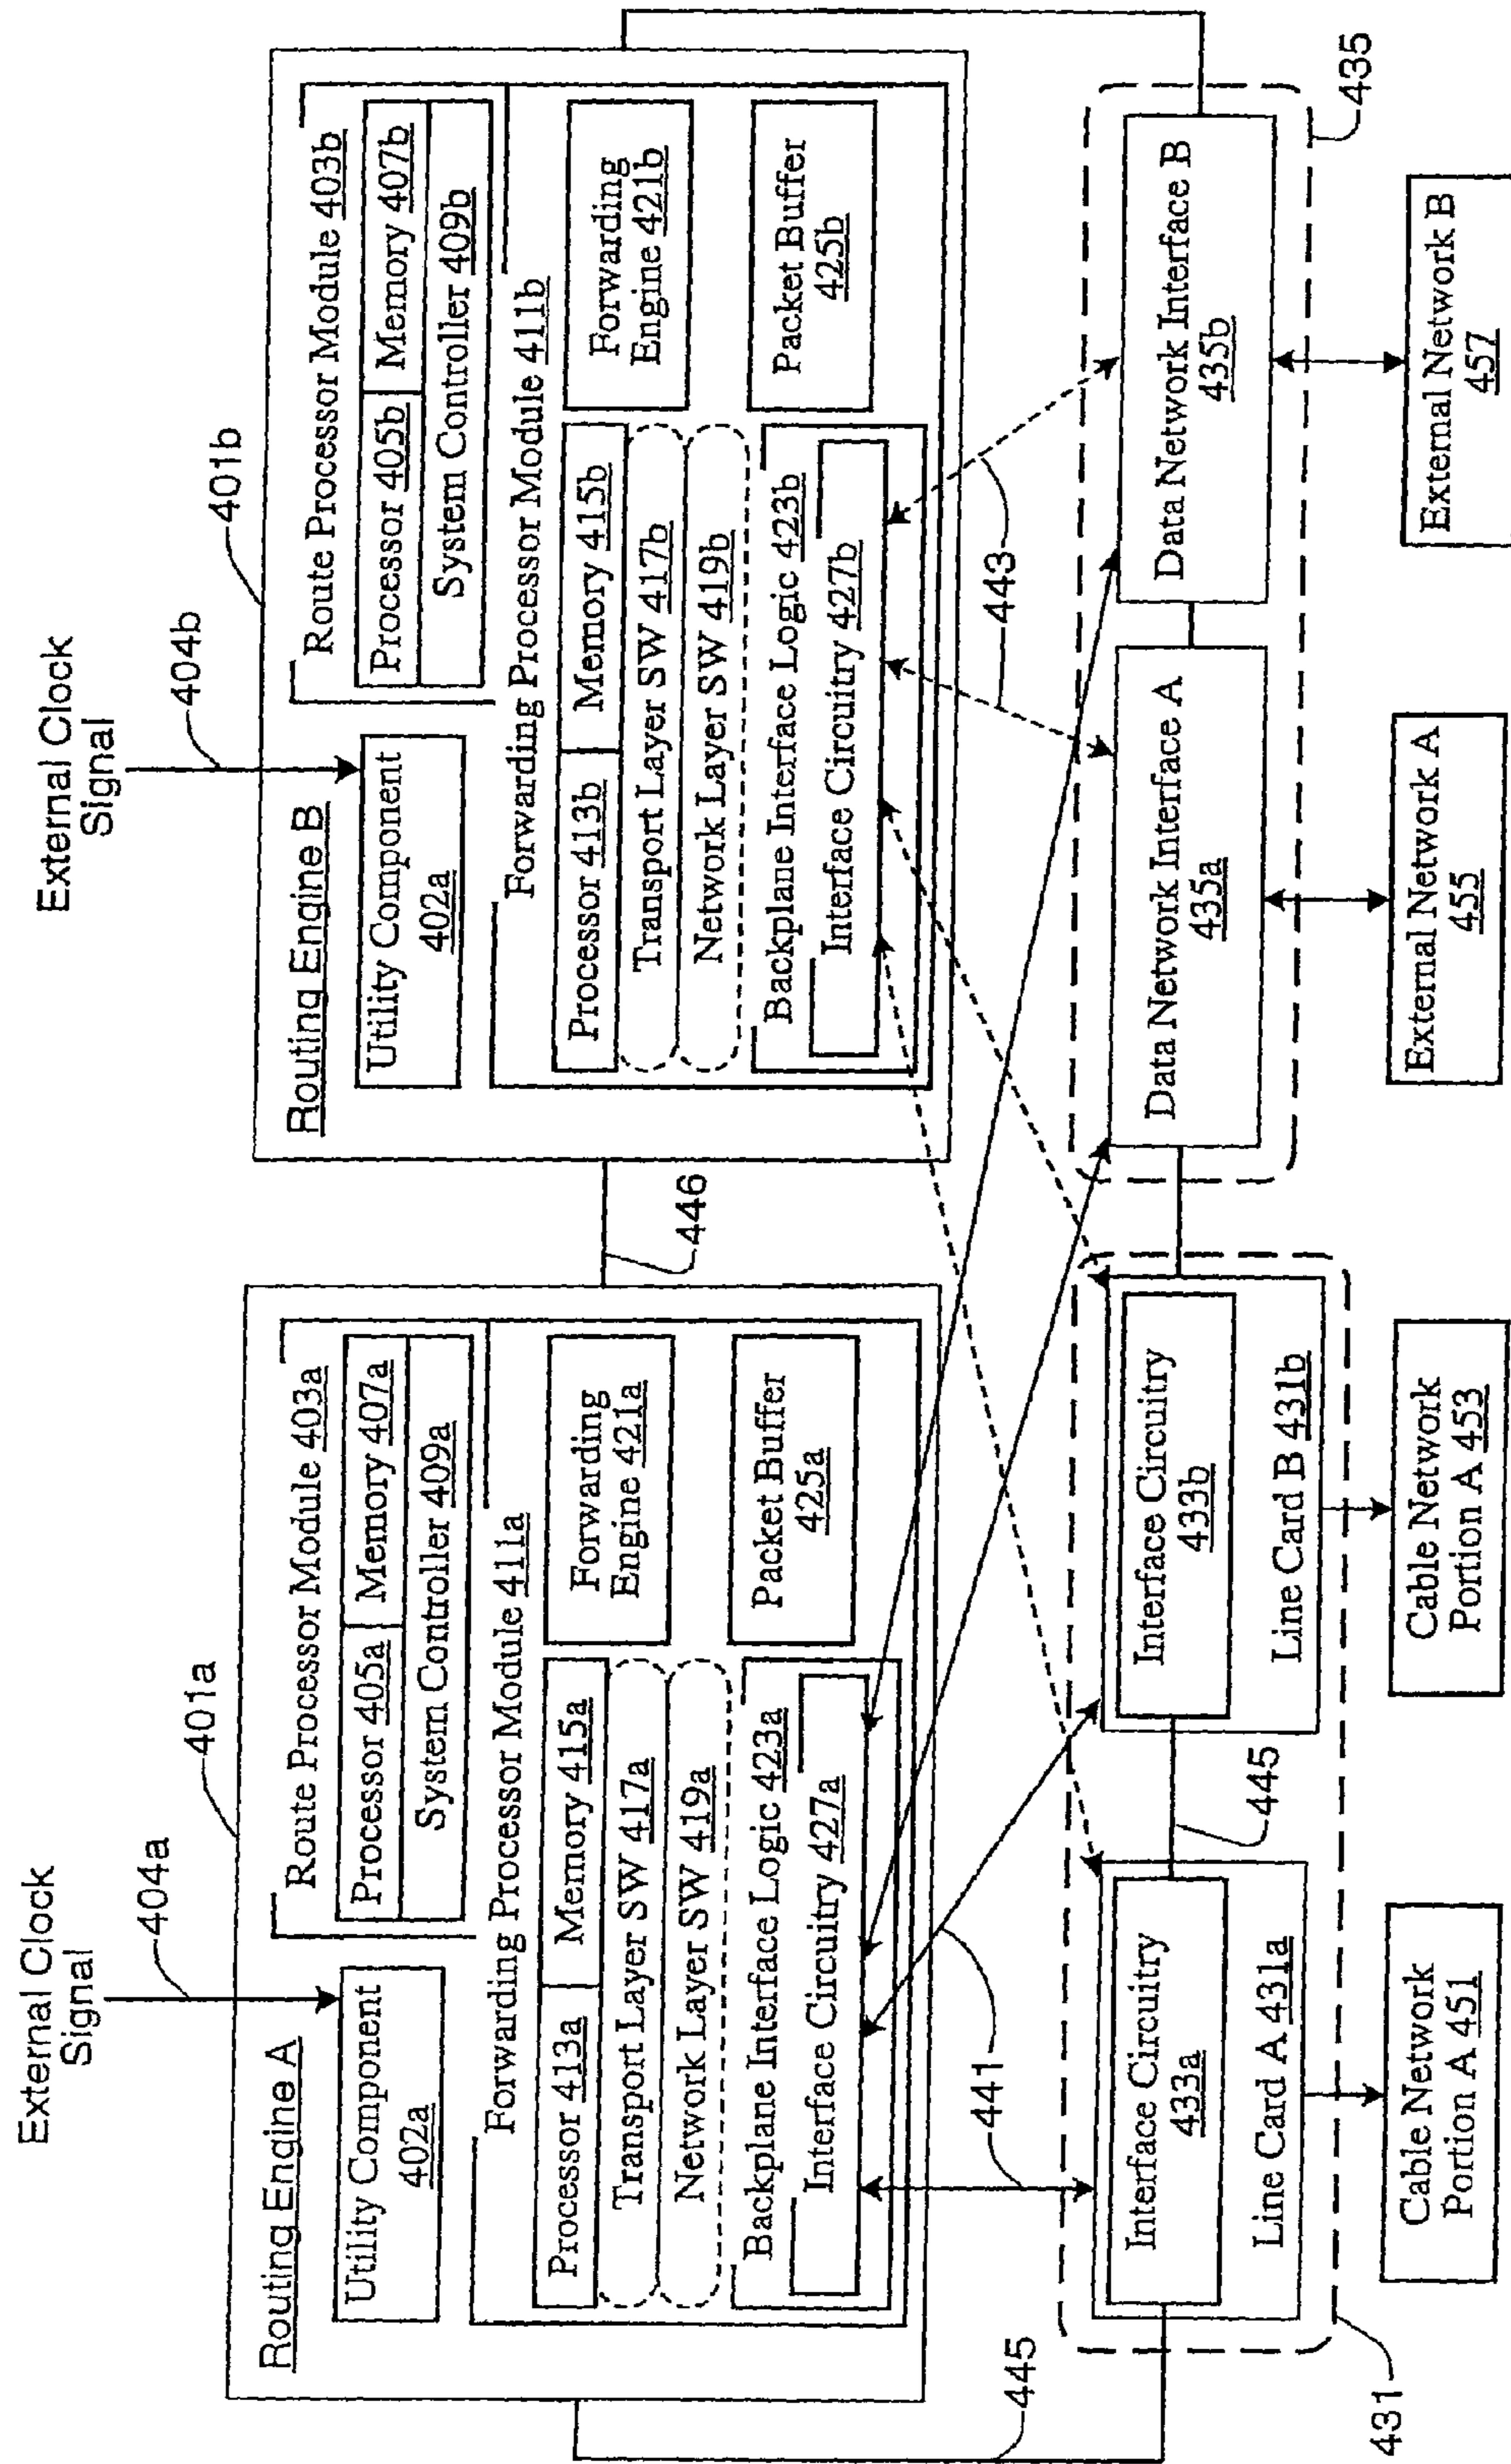 External Clock
Signal
404a
401a
Routing Engine A
Utility Component
402a
Route Processor Module 403a
Processor 405a
Memory 407a
System Controller 409a
Forwarding Processor Module 411a
Processor 413a
Memory 415a
Transport Layer SW 417a
Network Layer SW 419a
Forwarding
Engine 421a
Backplane Interface Logic 423a
Interface Circuitry 427a
Packet Buffer
425a
446
External Clock
Signal
404b
401b
Routing Engine B
Utility Component
402a
Route Processor Module 403b
Processor 405b
Memory 407b
System Controller 409b
Forwarding Processor Module 411b
Processor 413b
Memory 415b
Transport Layer SW 417b
Network Layer SW 419b
Forwarding
Engine 421b
Backplane Interface Logic 423b
Interface Circuitry 427b
Packet Buffer
425b
445
441
443
Interface Circuitry
433a
Line Card A 431a
445
Interface Circuitry
433b
Line Card B 431b
Data Network Interface A
435a
Data Network Interface B
435b
435
431
Cable Network
Portion A 451
Cable Network
Portion A 453
External Network A
455
External Network B
457